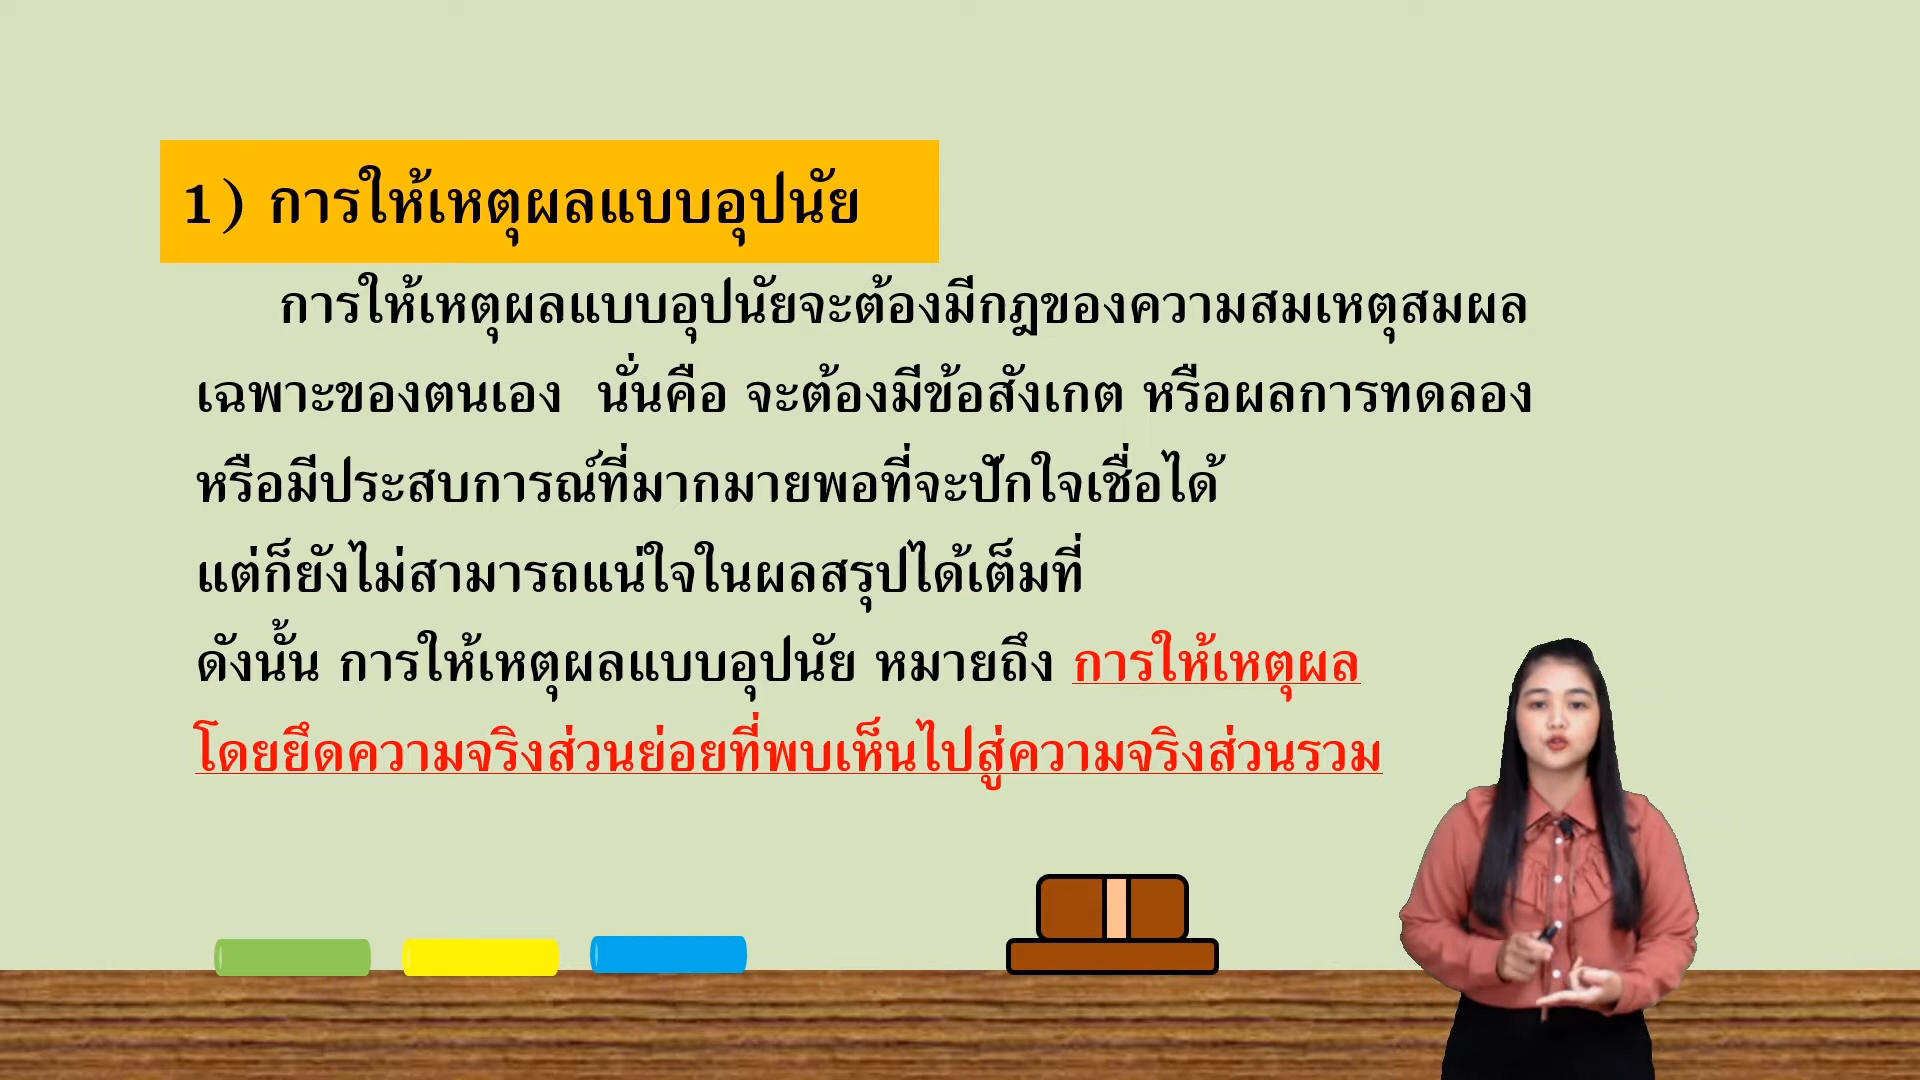 1) การให้เหตุผลแบบอุปนัย
การให้เหตุผลแบบอุปนัยจะต้องมีกฎของความสมเหตุสมผล
เฉพาะของตนเอง นั่นคือ จะต้องมีข้อสังเกต หรือผลการทดลอง
หรือมีประสบการณ์ที่มากมายพอที่จะปักใจเชื่อได้
แต่ก็ยังไม่สามารถแน่ใจในผลสรุปได้เต็มที่
ดังนั้น การให้เหตุผลแบบอุปนัย หมายถึง การให้เหตุผล
โดยยึดความจริงส่วนย่อยที่พบเห็นไปสู่ความจริงส่วนรวม